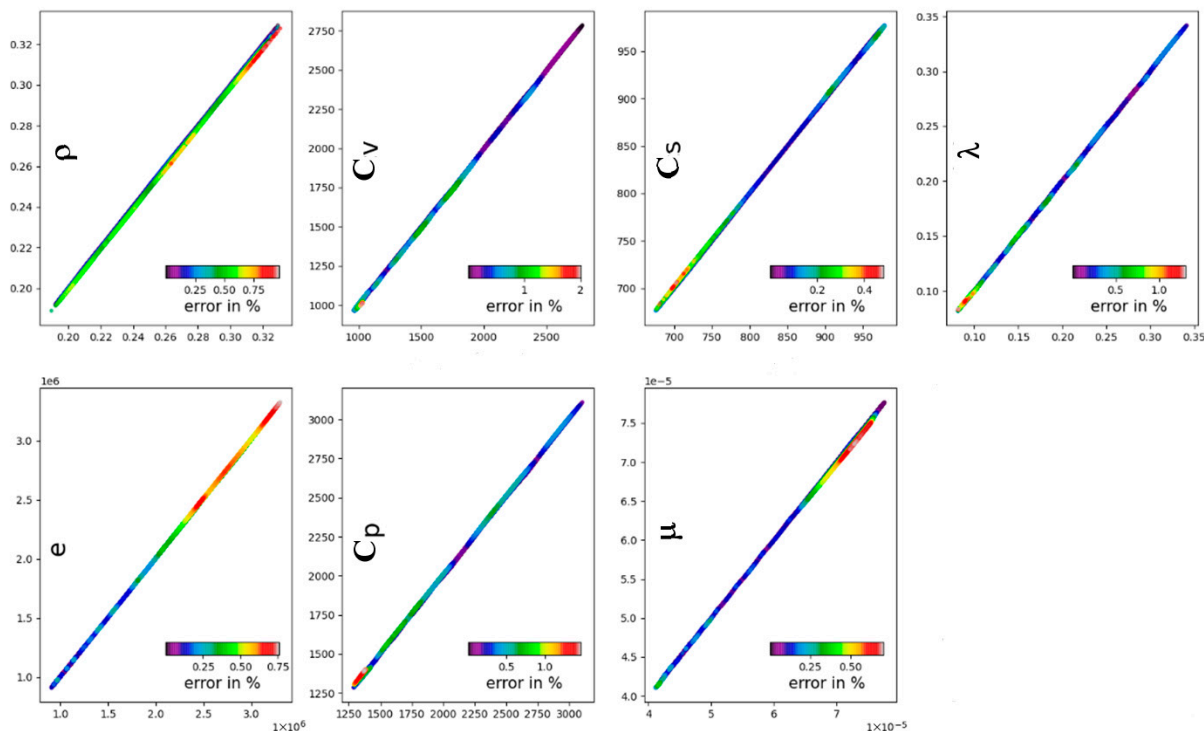 0.32
0.30
0.28
0.26
0.24
0.22
0.20
ρ
0.25 0.50 0.75
error in %
0.20 0.22 0.24 0.26 0.28 0.30 0.32
2750
2500
2250
2000
1750
1500
1250
1000
Cv
1 2
error in %
1000 1500 2000 2500
950
900
850
800
750
700
Cs
0.2 0.4
error in %
700 750 800 850 900 950
0.35
0.30
0.25
0.20
0.15
0.10
λ
0.5 1.0
error in %
0.10 0.15 0.20 0.25 0.30 0.35
1e6
3.0
2.5
2.0
1.5
1.0
e
0.25 0.50 0.75
error in %
1.0 1.5 2.0 2.5 3.0
1×10⁶
3000
2750
2500
2250
2000
1750
1500
1250
Cp
0.5 1.0
error in %
1250 1500 1750 2000 2250 2500 2750 3000
1e−5
7.5
7.0
6.5
6.0
5.5
5.0
4.5
4.0
μ
0.25 0.50
error in %
4 5 6 7
1×10⁻⁵